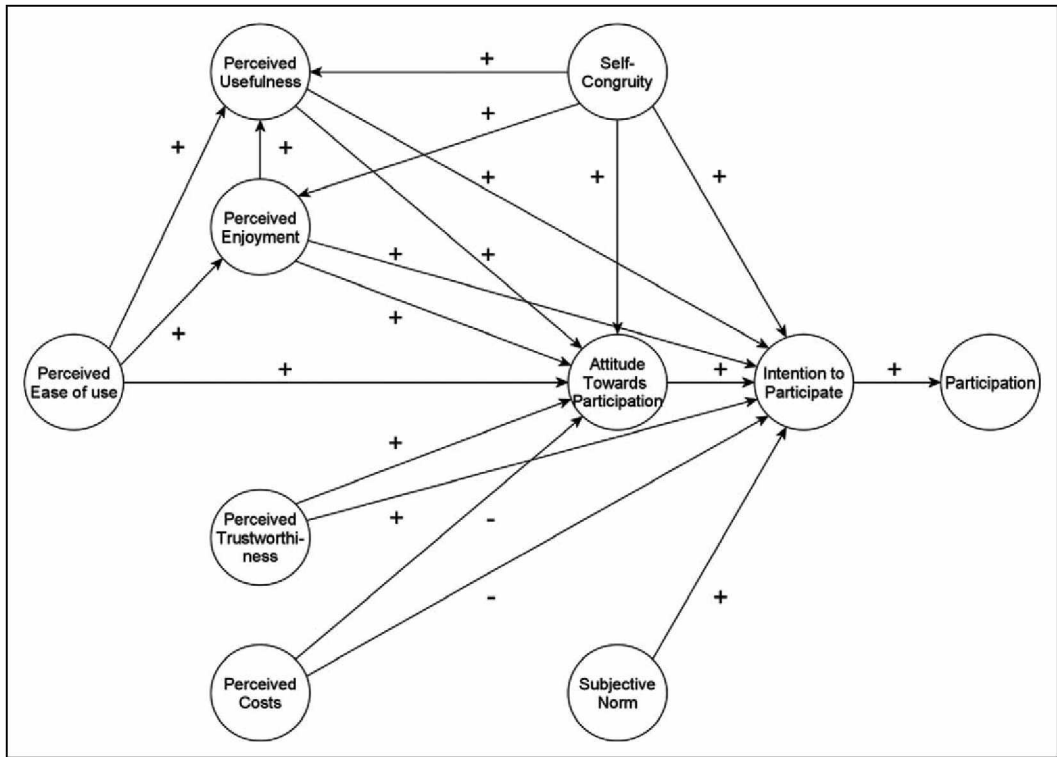 Perceived
Usefulness
+
Self-
Congruity
+
+
+
+
+
+
Perceived
Enjoyment
+
+
+
+
Perceived
Ease of use
+
Attitude
Towards
Participation
+
Intention to
Participate
+
Participation
+
Perceived
Trustworthi-
ness
+
-
-
+
Perceived
Costs
Subjective
Norm